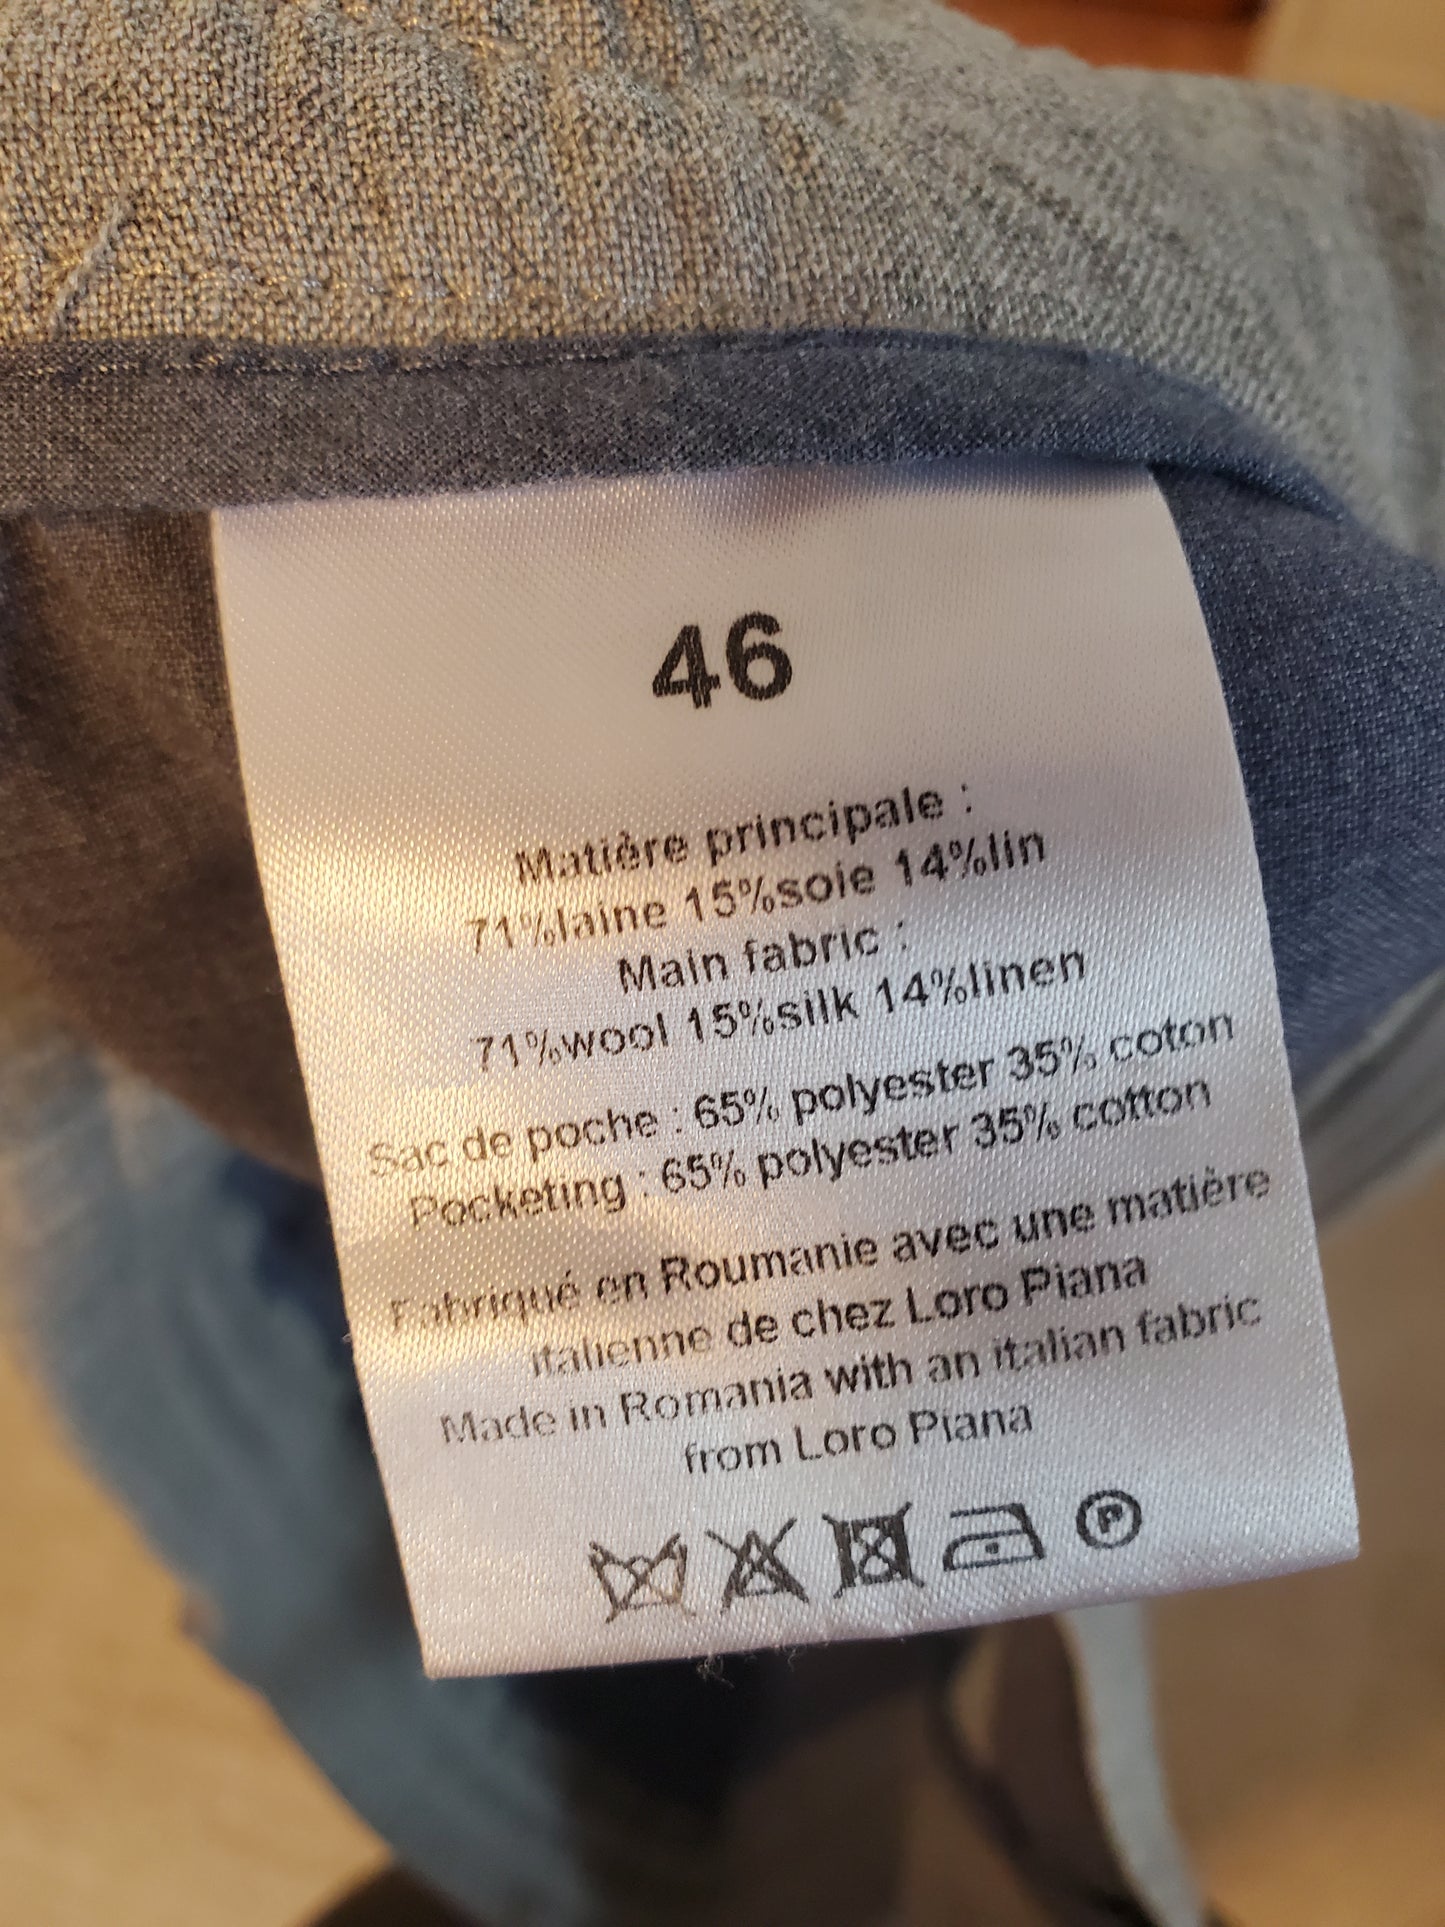 46
Matière principale :
71%laine 15%soie 14%lin
Main fabric :
71%wool 15%silk 14%linen
Sac de poche : 65% polyester 35% coton
Pocketing : 65% polyester 35% cotton
Fabriqué en Roumanie avec une matière
italienne de chez Loro Piana
Made in Romania with an italian fabric
from Loro Piana
P